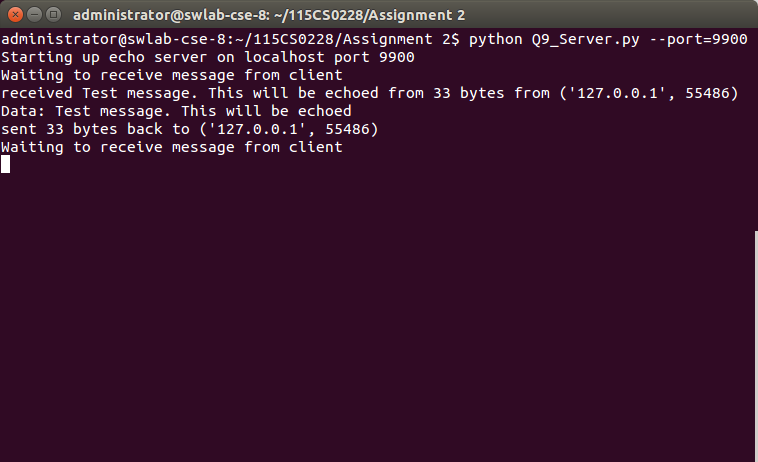 administrator@swlab-cse-8: ~/115CS0228/Assignment 2
administrator@swlab-cse-8:~/115CS0228/Assignment 2$ python Q9_Server.py --port=9900
Starting up echo server on localhost port 9900
Waiting to receive message from client
received Test message. This will be echoed from 33 bytes from ('127.0.0.1', 55486)
Data: Test message. This will be echoed
sent 33 bytes back to ('127.0.0.1', 55486)
Waiting to receive message from client